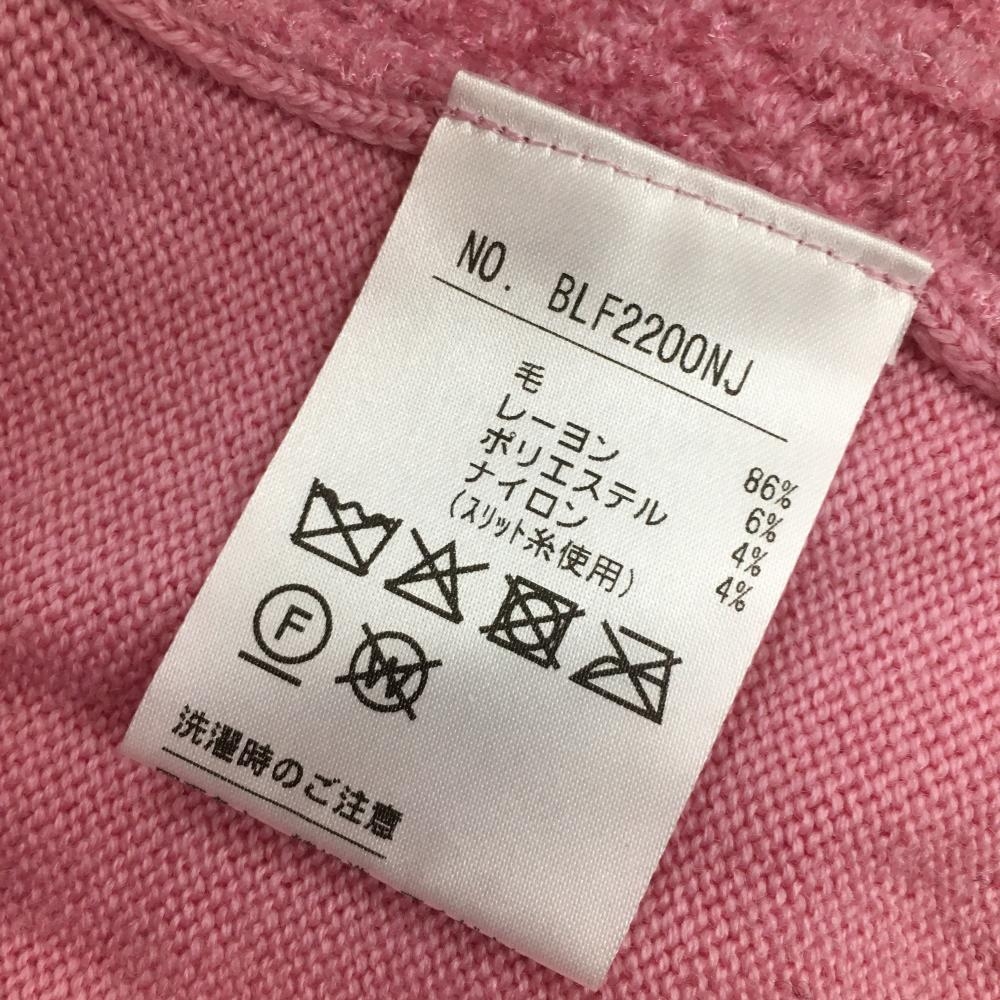 NO. BLF2200NJ
毛 86%
レーヨン 6%
ポリエステル 4%
ナイロン 4%
(スリット糸使用)
F
W
洗濯時のご注意